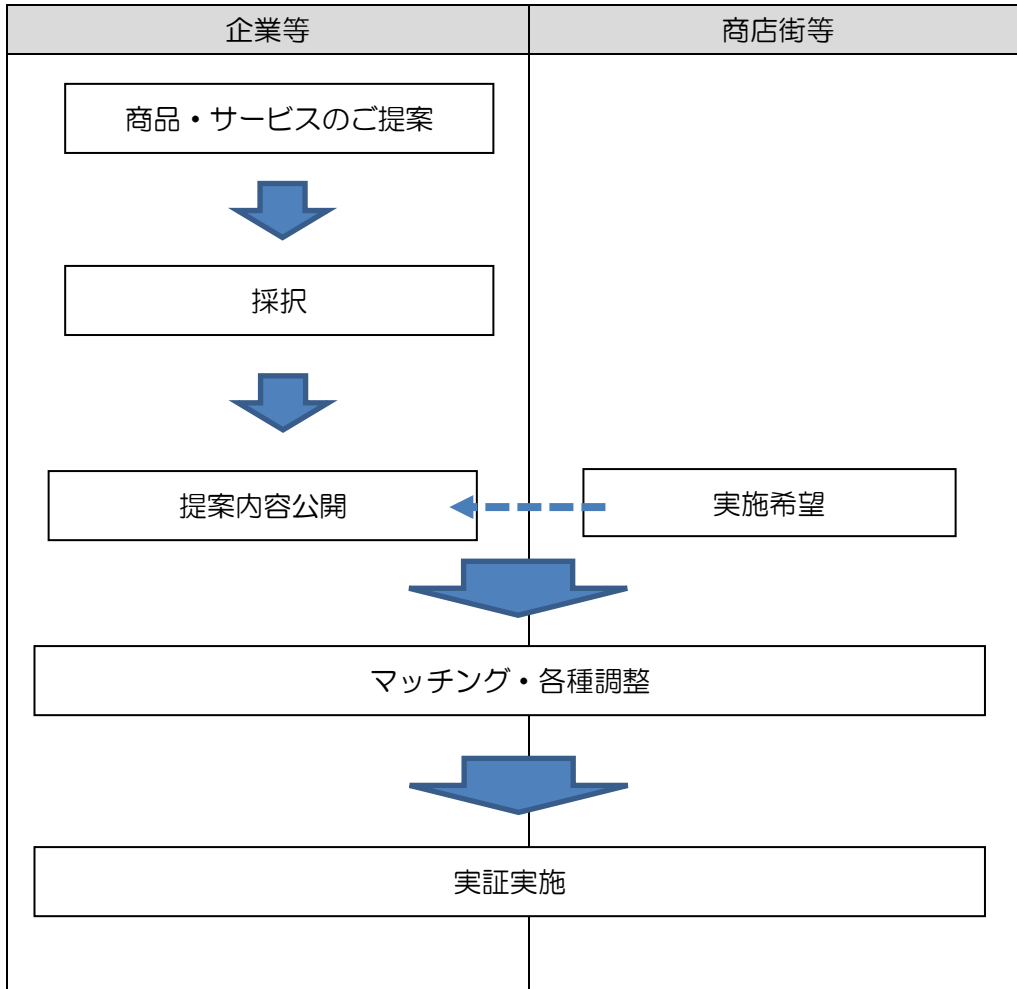 企業等
商店街等
商品・サービスのご提案
採択
提案内容公開
実施希望
マッチング・各種調整
実証実施